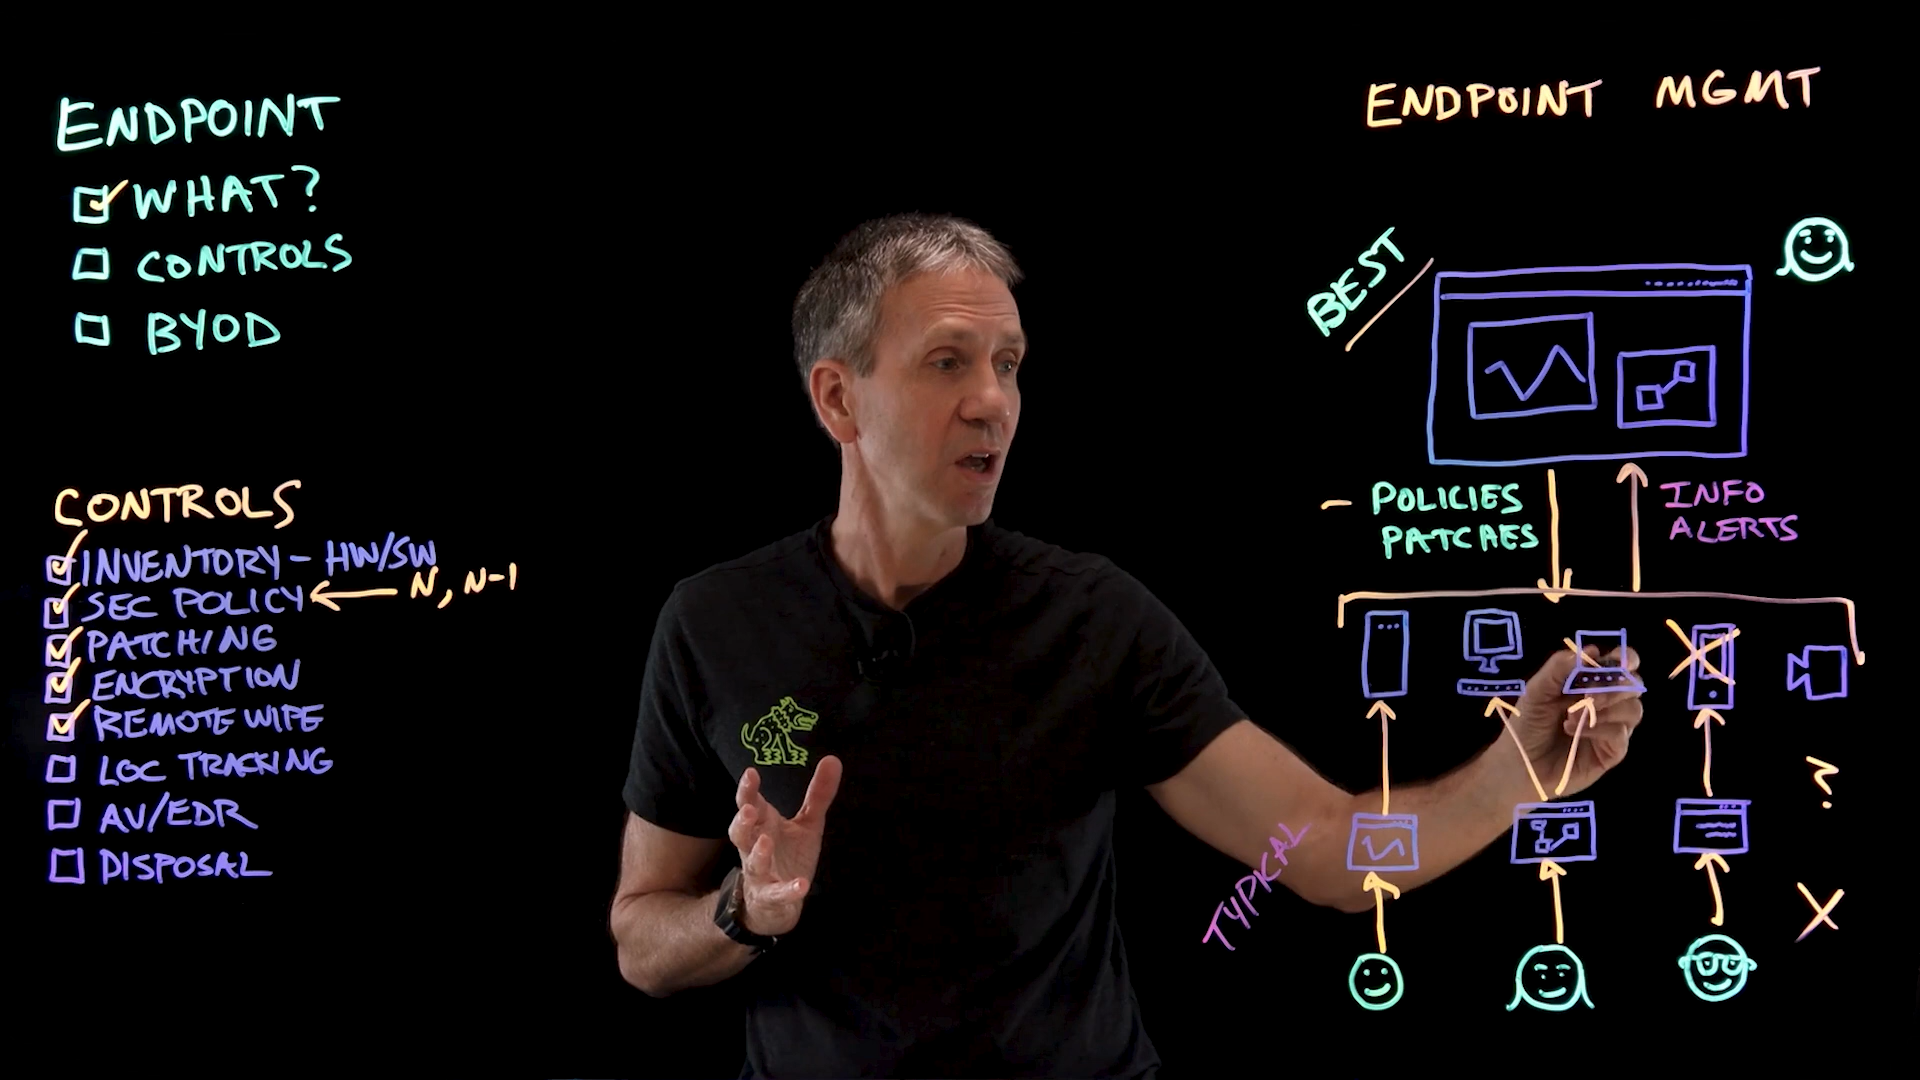 ENDPOINT
WHAT?
CONTROLS
BYOD
CONTROLS
INVENTORY - HW/SW
SEC POLICY ← N, N-1
PATCHING
ENCRYPTION
REMOTE WIPE
LOC TRACKING
AV/EDR
DISPOSAL
ENDPOINT MGMT
BEST
- POLICIES
PATCHES
INFO
ALERTS
TYPICAL
?
X